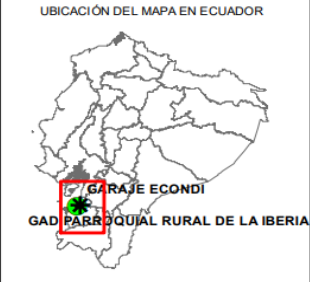 UBICACIÓN DEL MAPA EN ECUADOR
GARAJE ECONDI
GAD PARROQUIAL RURAL DE LA IBERIA